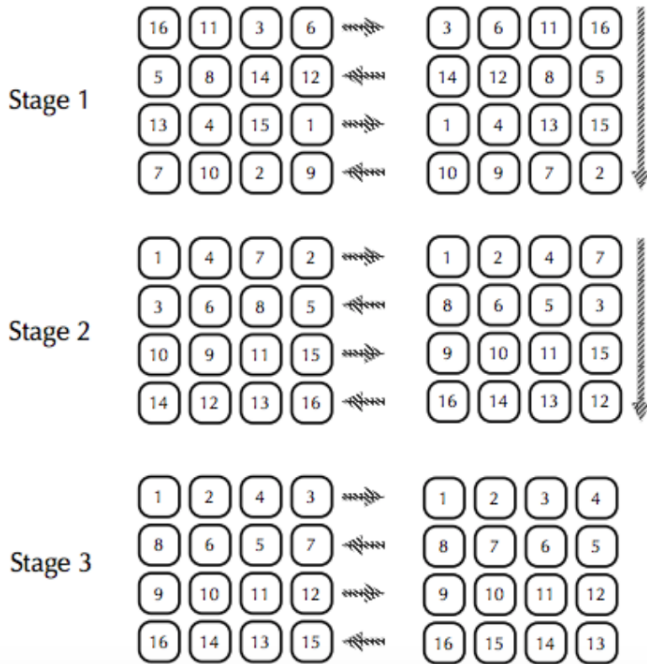 16 11 3 6 3 6 11 16
5 8 14 12 14 12 8 5
Stage 1
13 4 15 1 1 4 13 15
7 10 2 9 10 9 7 2
1 4 7 2 1 2 4 7
3 6 8 5 8 6 5 3
Stage 2
10 9 11 15 9 10 11 15
14 12 13 16 16 14 13 12
1 2 4 3 1 2 3 4
8 6 5 7 8 7 6 5
Stage 3
9 10 11 12 9 10 11 12
16 14 13 15 16 15 14 13